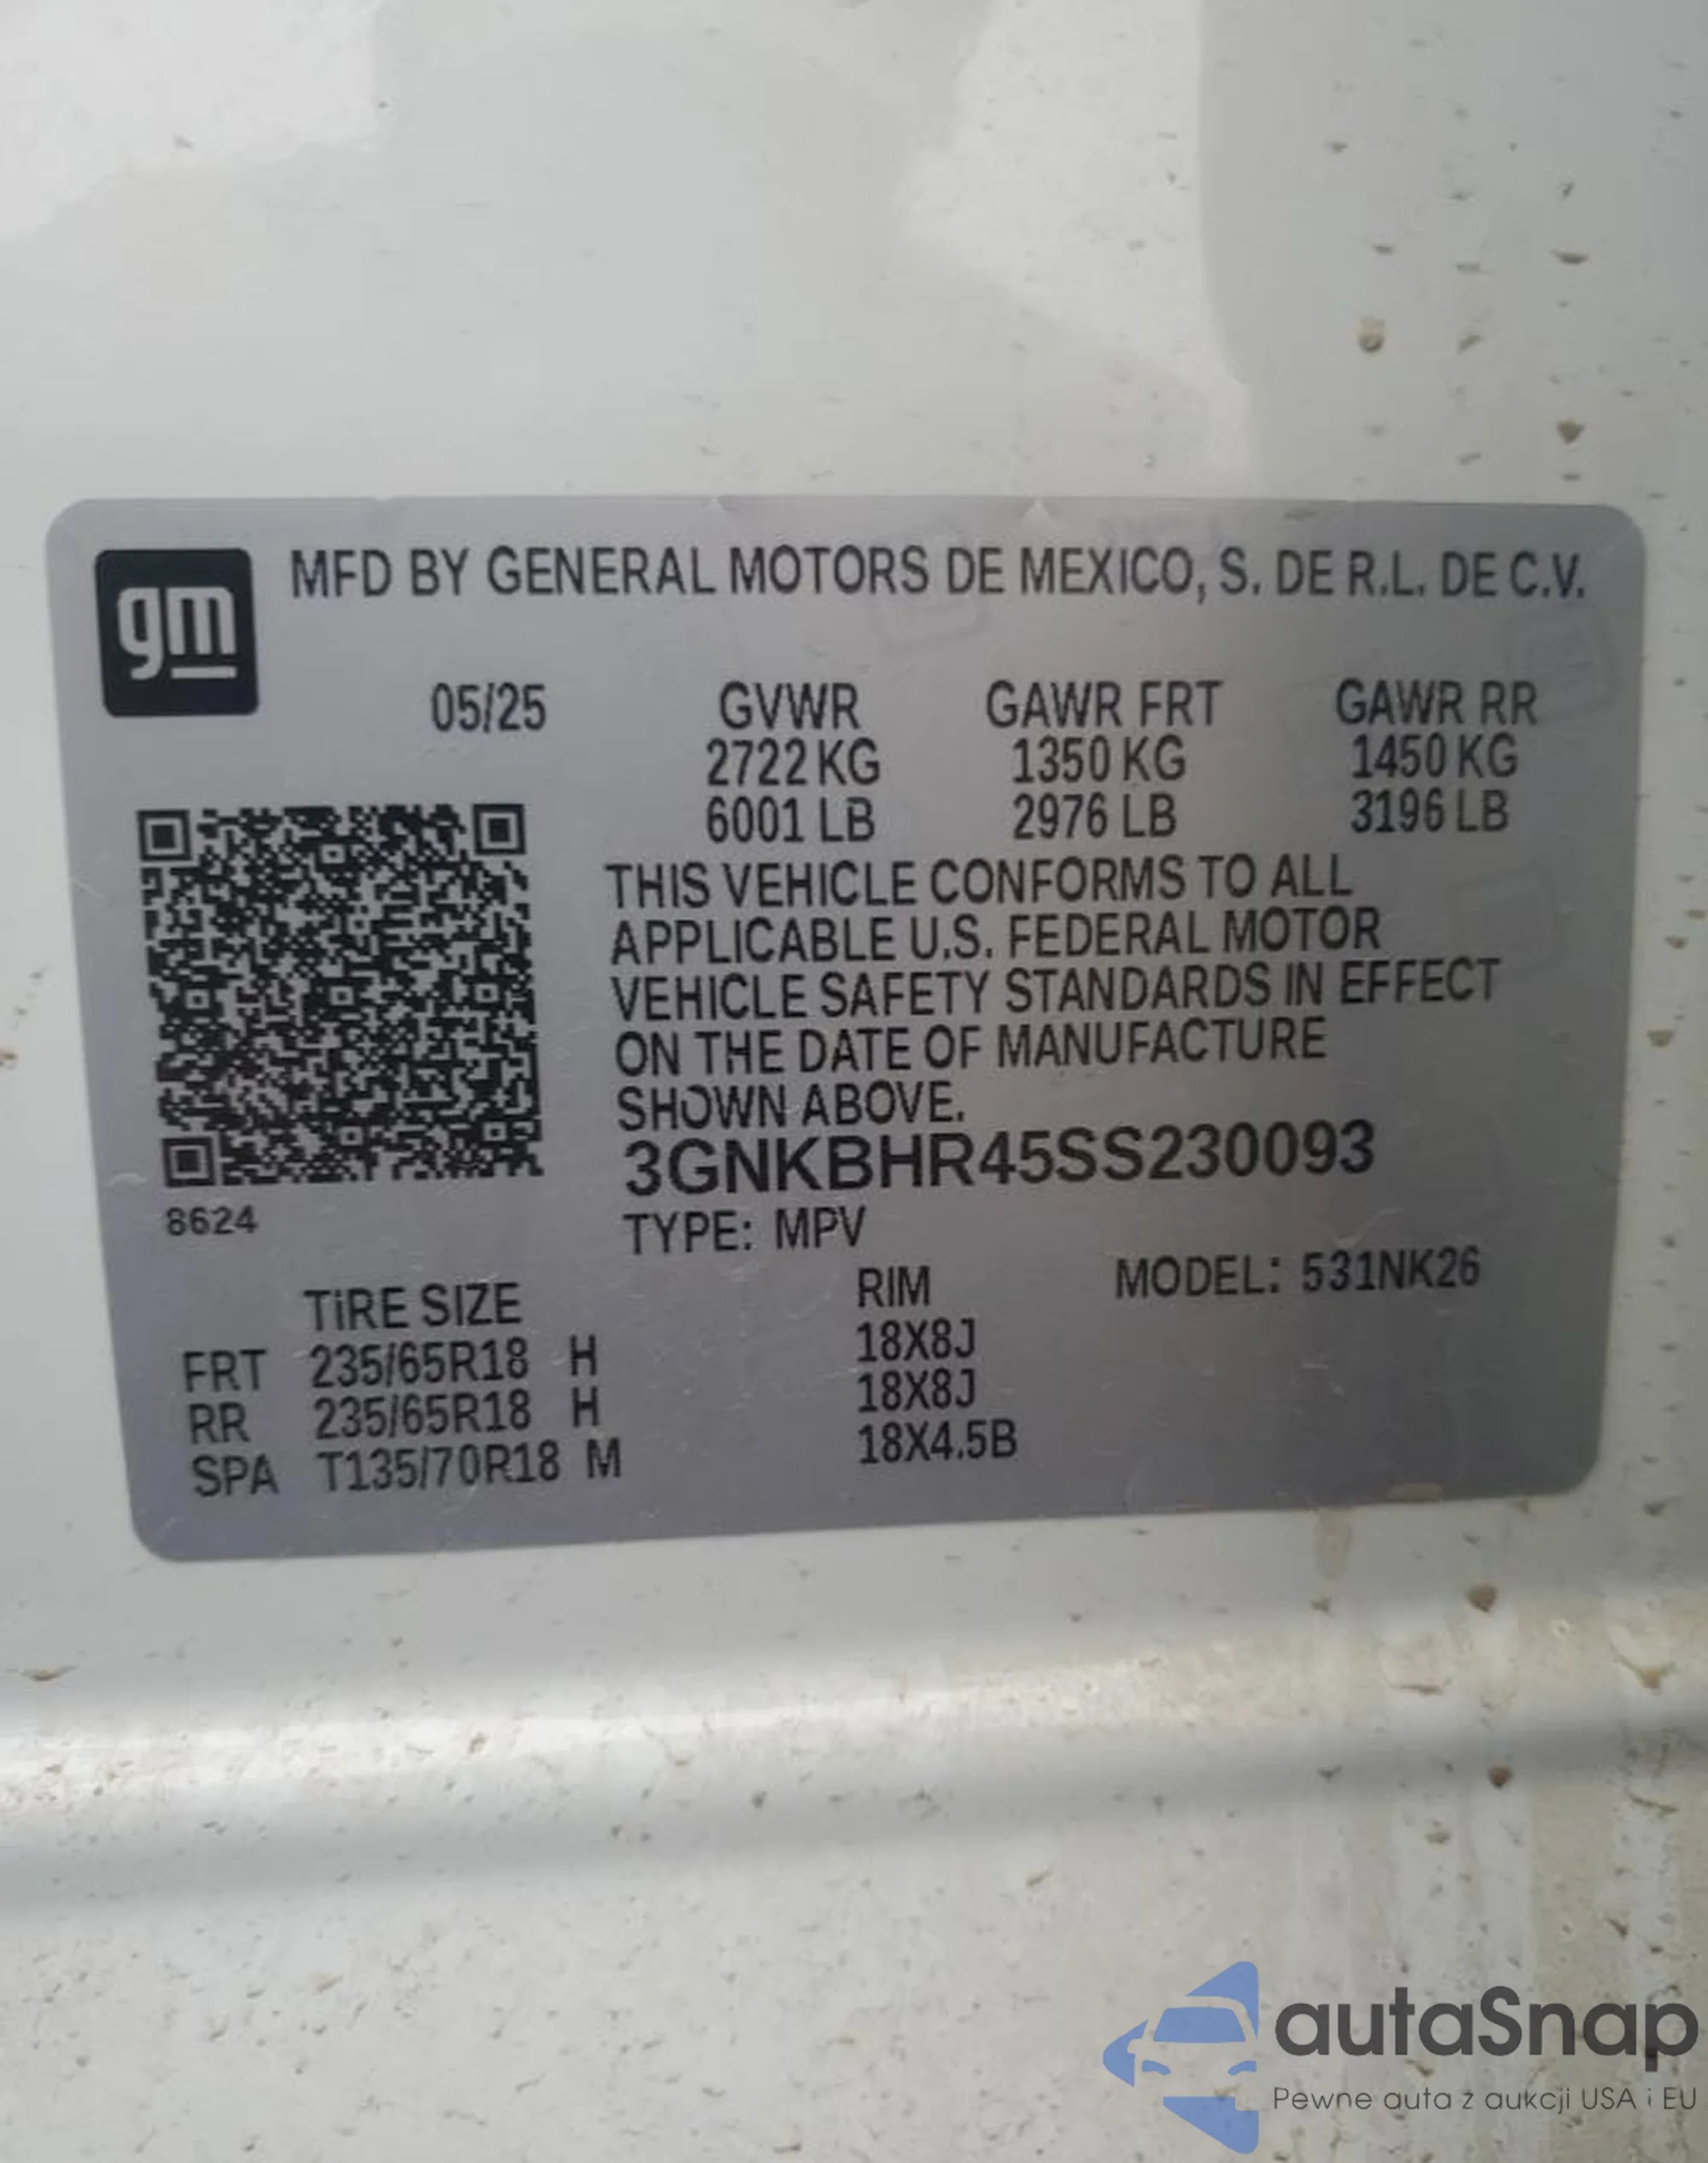 gm
MFD BY GENERAL MOTORS DE MEXICO, S. DE R.L. DE C.V.
05/25 GVWR GAWR FRT GAWR RR
2722 KG 1350 KG 1450 KG
6001 LB 2976 LB 3196 LB
THIS VEHICLE CONFORMS TO ALL
APPLICABLE U.S. FEDERAL MOTOR
VEHICLE SAFETY STANDARDS IN EFFECT
ON THE DATE OF MANUFACTURE
SHOWN ABOVE.
3GNKBHR45SS230093
8624
TYPE: MPV
TIRE SIZE RIM MODEL: 531NK26
FRT 235/65R18 H 18X8J
RR 235/65R18 H 18X8J
SPA T135/70R18 M 18X4.5B
autaSnap
Pewne auta z aukcji USA i EU